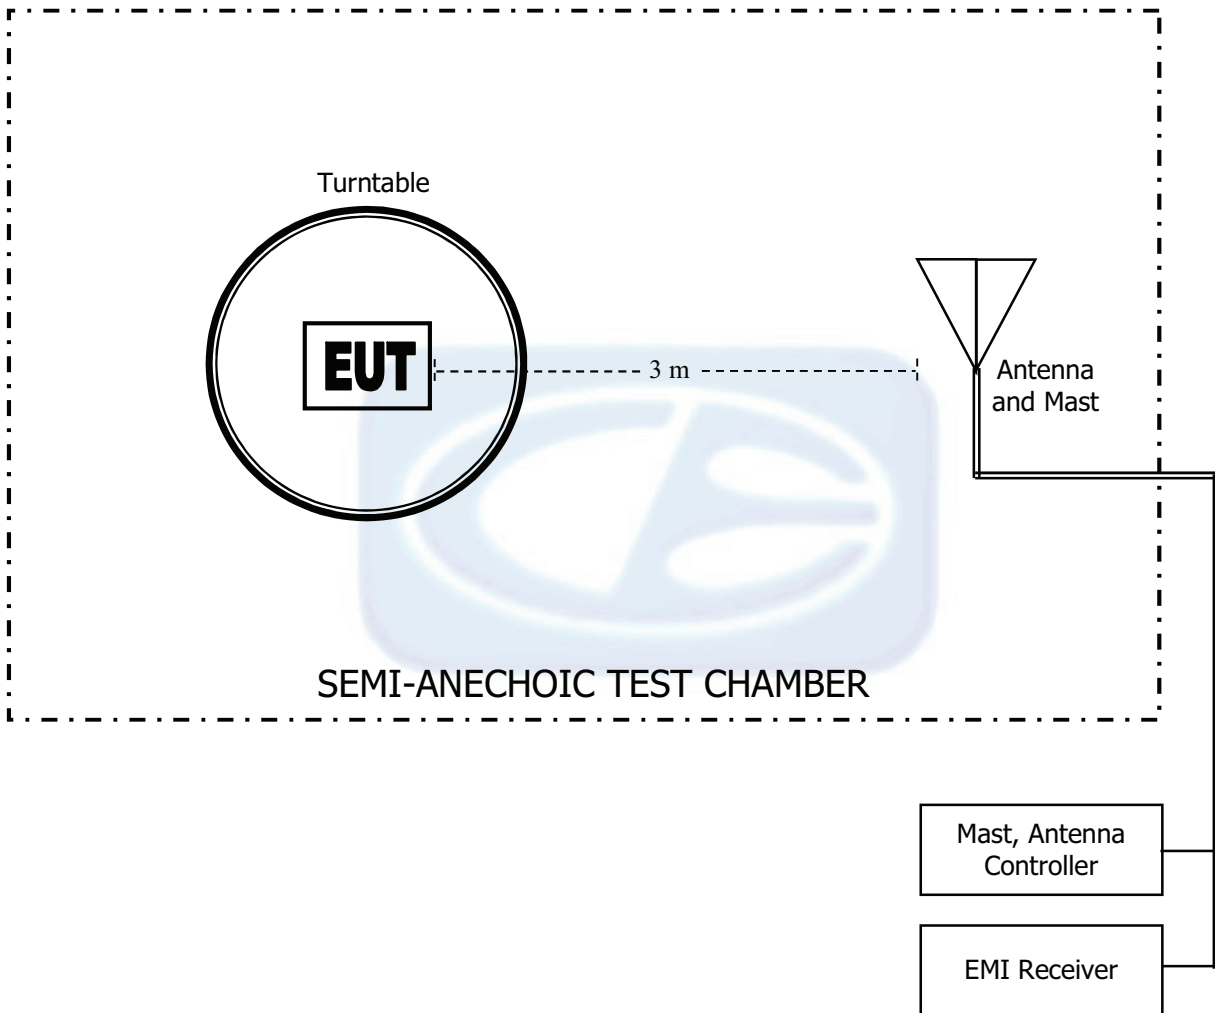 Turntable
EUT
3 m
Antenna
and Mast
SEMI-ANECHOIC TEST CHAMBER
Mast, Antenna
Controller
EMI Receiver